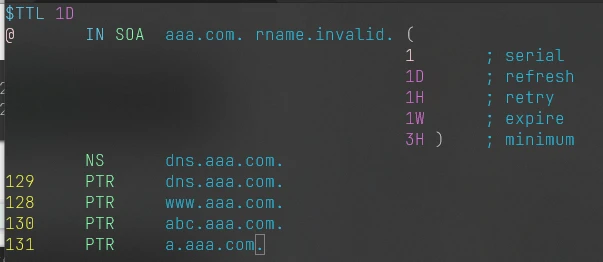 $TTL 1D
@ IN SOA aaa.com. rname.invalid. (
1 ; serial
1D ; refresh
1H ; retry
1W ; expire
3H ) ; minimum
NS dns.aaa.com.
129 PTR dns.aaa.com.
128 PTR www.aaa.com.
130 PTR abc.aaa.com.
131 PTR a.aaa.com.